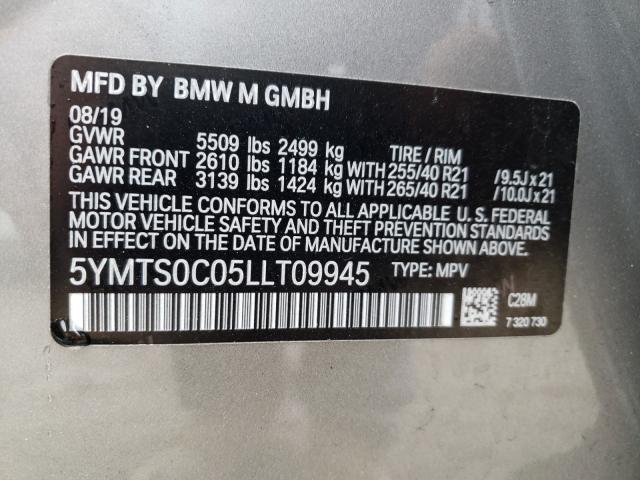 MFD BY BMW M GMBH
08/19
GVWR 5509 lbs 2499 kg TIRE / RIM
GAWR FRONT 2610 lbs 1184 kg WITH 255/40 R21 /9.5J x 21
GAWR REAR 3139 lbs 1424 kg WITH 265/40 R21 /10.0J x 21
THIS VEHICLE CONFORMS TO ALL APPLICABLE U. S. FEDERAL
MOTOR VEHICLE SAFETY AND THEFT PREVENTION
STANDARDS IN EFFECT ON THE DATE OF MANUFACTURE SHOWN ABOVE.
5YMTS0C05LLT09945 TYPE: MPV
C28M
7 320 730